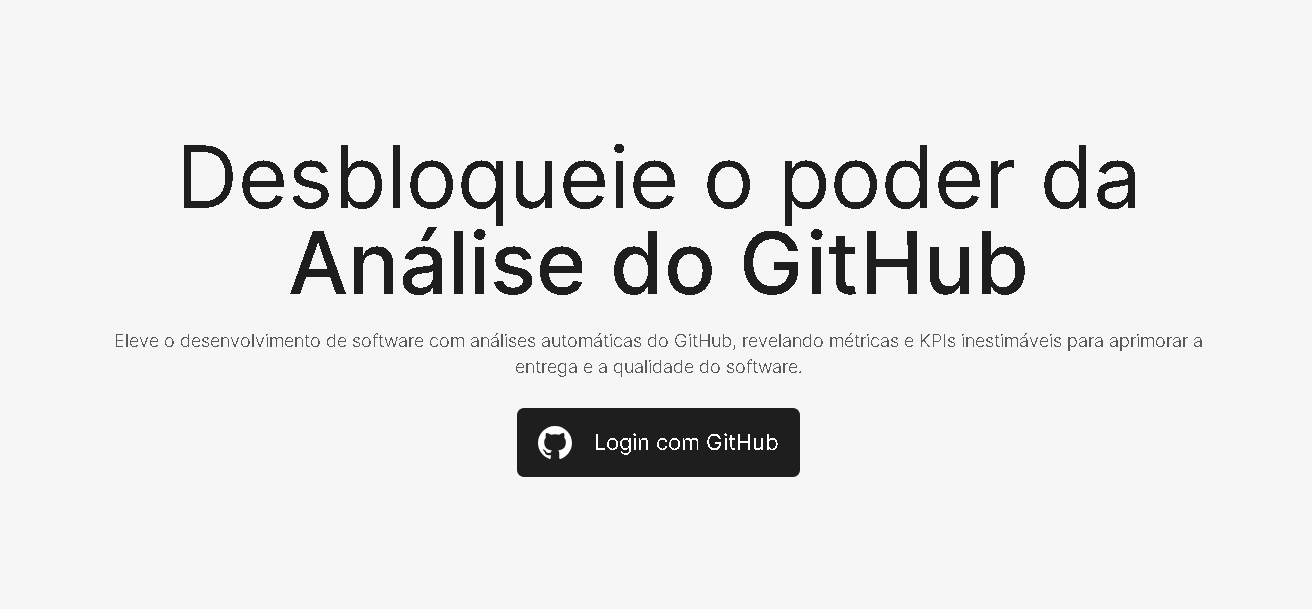 Desbloqueie o poder da
Análise do GitHub
Eleve o desenvolvimento de software com análises automáticas do GitHub, revelando métricas e KPIs inestimáveis para aprimorar a
entrega e a qualidade do software.
Login com GitHub